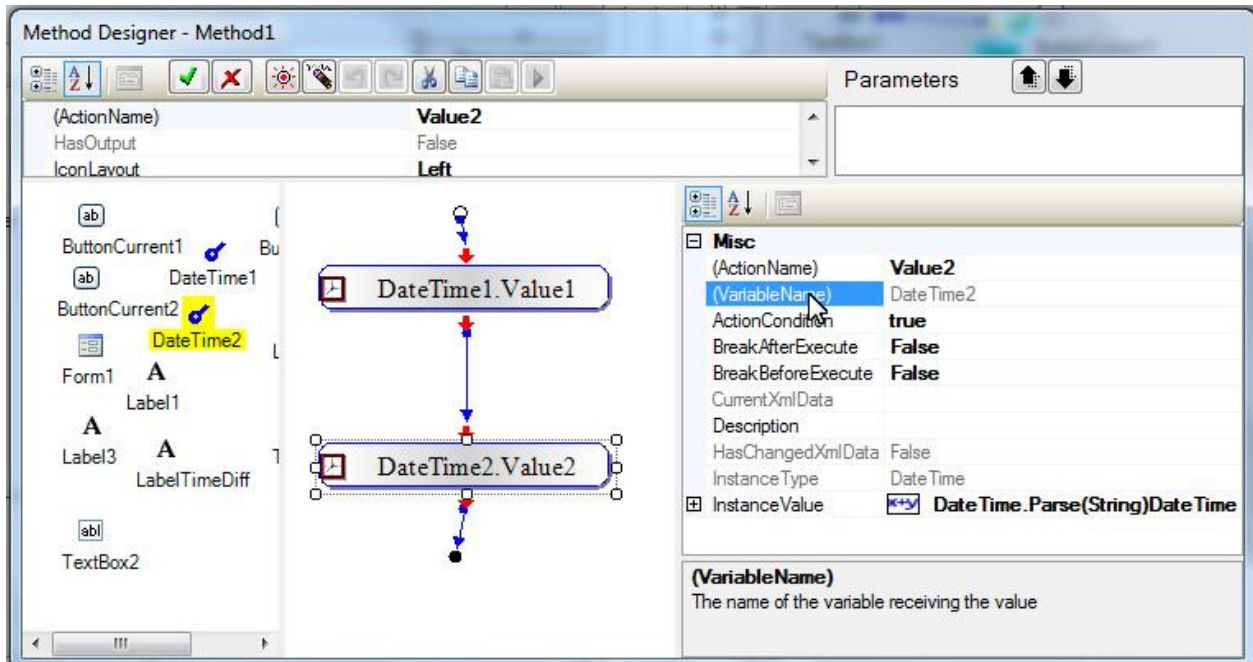 Method Designer - Method1
Parameters
(ActionName) Value2
HasOutput False
IconLayout Left
ButtonCurrent1
Bu
DateTime1
ButtonCurrent2
DateTime2
Form1
L
Label1
Label3
LabelTimeDiff
TextBox2
DateTime1.Value1
DateTime2.Value2
Misc
(ActionName) Value2
(VariableName) DateTime2
ActionCondition true
BreakAfterExecute False
BreakBeforeExecute False
CurrentXmlData
Description
HasChangedXmlData False
InstanceType DateTime
InstanceValue DateTime.Parse(String)DateTime
(VariableName)
The name of the variable receiving the value